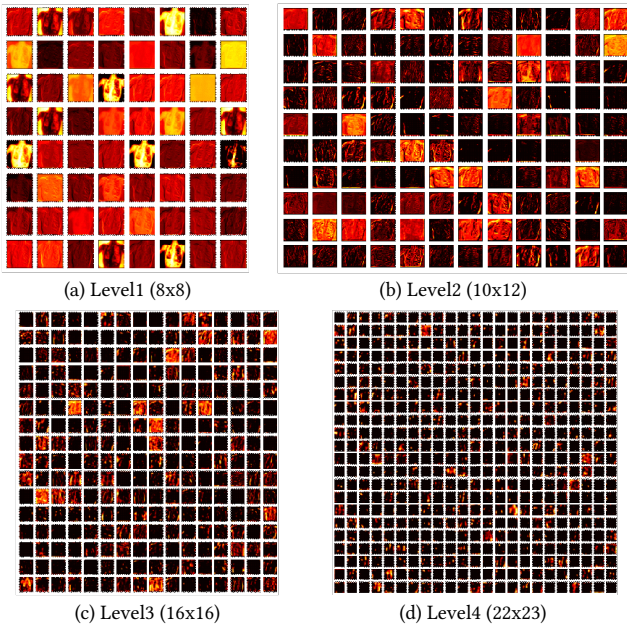 (a) Level1 (8x8)
(b) Level2 (10x12)
(c) Level3 (16x16)
(d) Level4 (22x23)